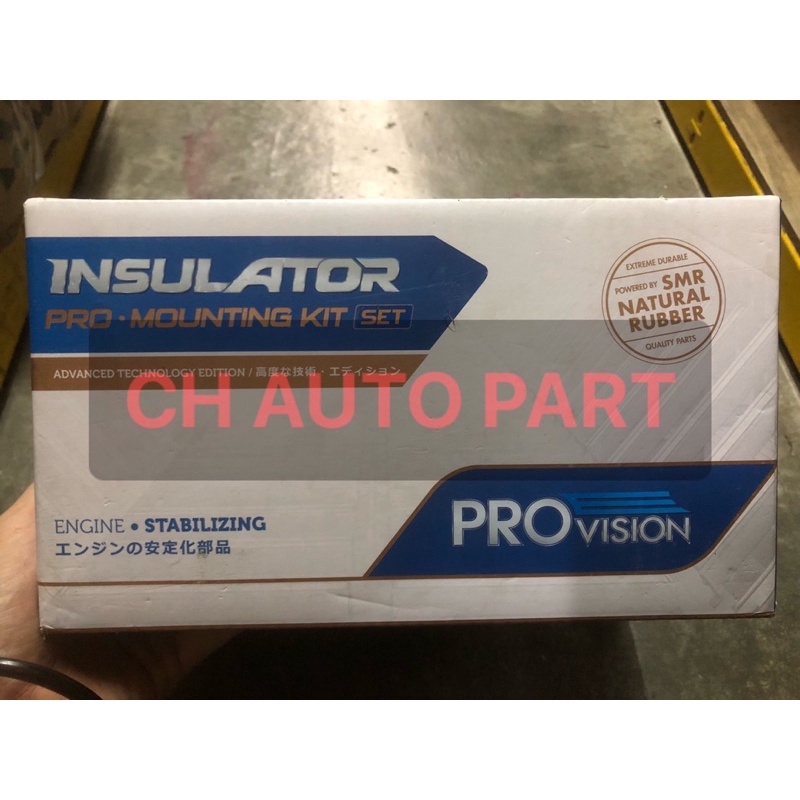 INSULATOR
PRO • MOUNTING KIT SET
ADVANCED TECHNOLOGY EDITION / 高度な技術・エディション
EXTREME DURABLE
POWERED BY SMR
NATURAL
RUBBER
QUALITY PARTS
CH AUTO PART
ENGINE • STABILIZING
エンジンの安定化部品
PROVISION